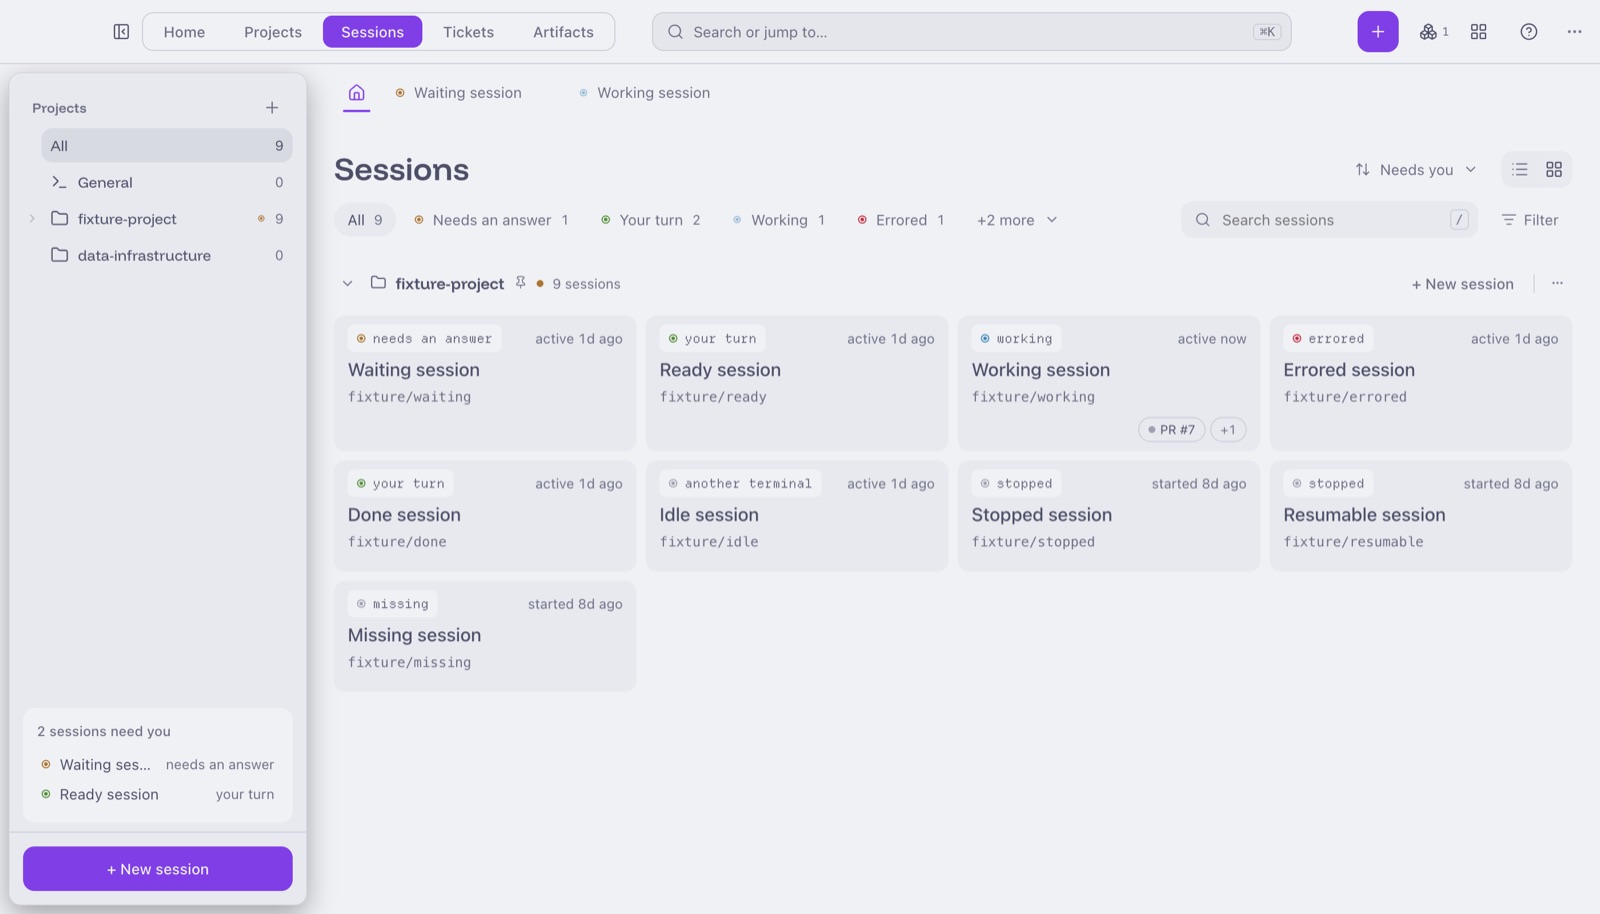 Home
Projects
Sessions
Tickets
Artifacts
Search or jump to...
⌘K
1
Projects
All 9
General 0
fixture-project 9
data-infrastructure 0
2 sessions need you
Waiting ses... needs an answer
Ready session your turn
+ New session
Waiting session
Working session
Sessions
Needs you
All 9
Needs an answer 1
Your turn 2
Working 1
Errored 1
+2 more
Search sessions
/
Filter
fixture-project
9 sessions
+ New session
needs an answer active 1d ago
Waiting session
fixture/waiting
your turn active 1d ago
Ready session
fixture/ready
working active now
Working session
fixture/working
PR #7 +1
errored active 1d ago
Errored session
fixture/errored
your turn active 1d ago
Done session
fixture/done
another terminal active 1d ago
Idle session
fixture/idle
stopped started 8d ago
Stopped session
fixture/stopped
stopped started 8d ago
Resumable session
fixture/resumable
missing started 8d ago
Missing session
fixture/missing